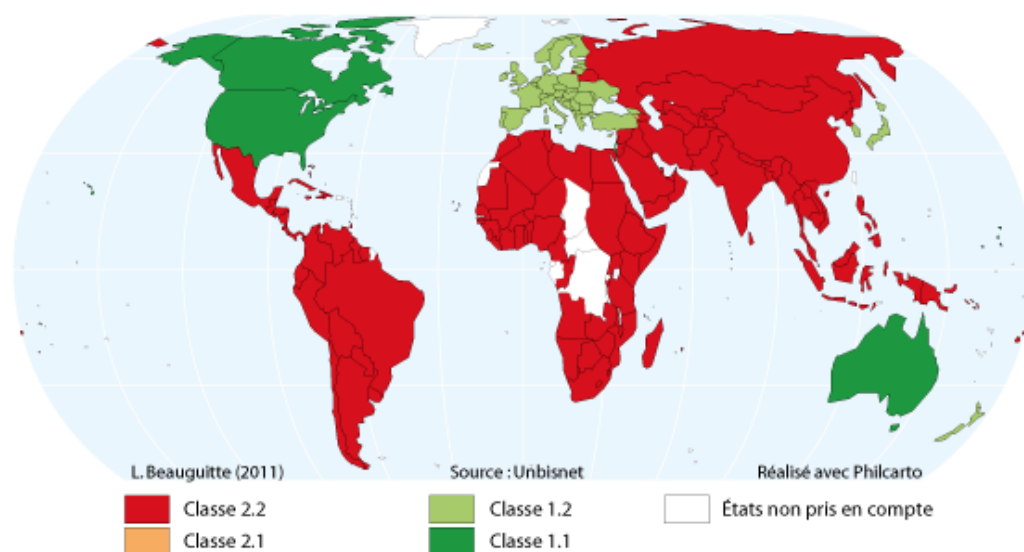 L. Beauguitte (2011) Source : Unbisnet Réalisé avec Philcarto
Classe 2.2 Classe 1.2 États non pris en compte
Classe 2.1 Classe 1.1